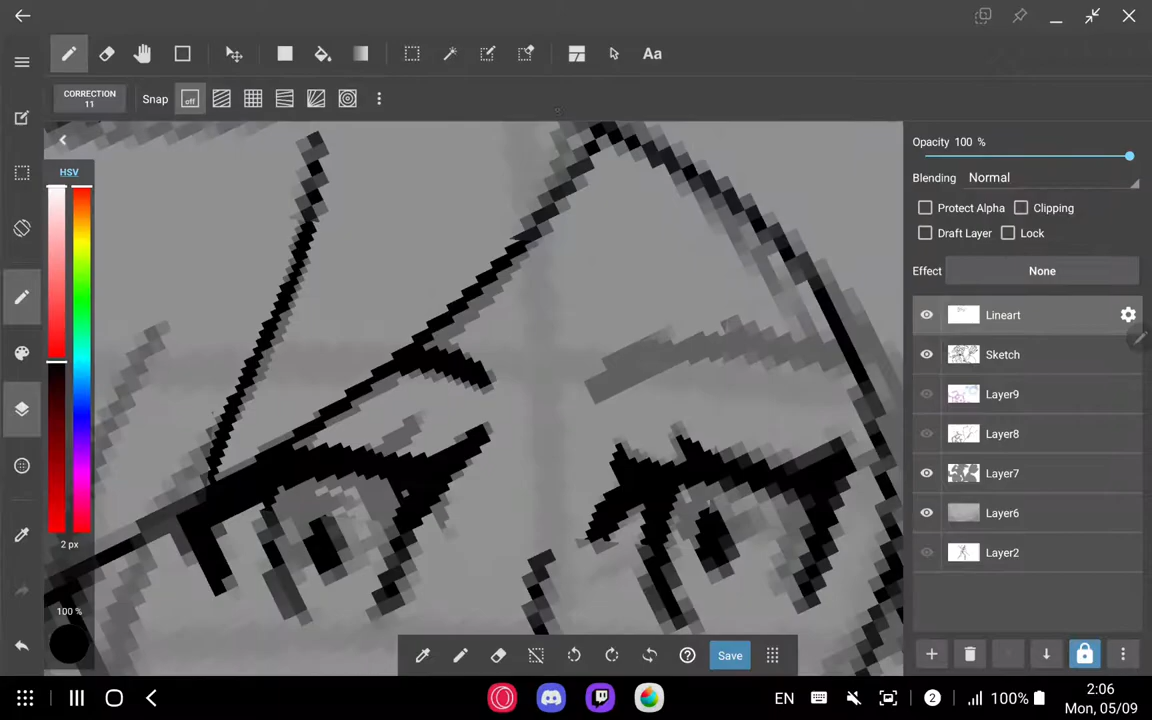 Aa
CORRECTION
11
Snap
off
HSV
2 px
100 %
Opacity 100 %
Blending Normal
Protect Alpha
Clipping
Draft Layer
Lock
Effect None
Lineart
Sketch
Layer9
Layer8
Layer7
Layer6
Layer2
Save
EN
2
100%
2:06
Mon, 05/09